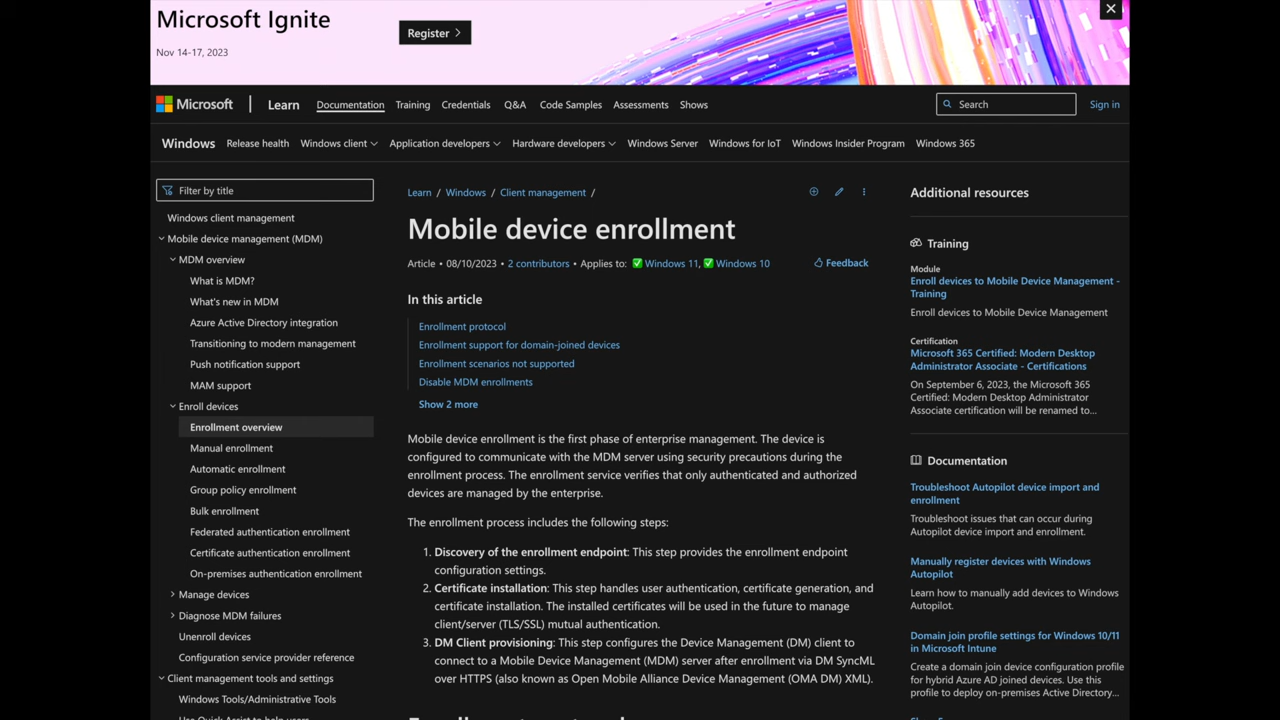 Microsoft Ignite
Register
Nov 14-17, 2023
Microsoft
Learn
Documentation
Training
Credentials
Q&A
Code Samples
Assessments
Shows
Search
Sign in
Windows
Release health
Windows client
Application developers
Hardware developers
Windows Server
Windows for IoT
Windows Insider Program
Windows 365
Filter by title
Windows client management
Mobile device management (MDM)
MDM overview
What is MDM?
What's new in MDM
Azure Active Directory integration
Transitioning to modern management
Push notification support
MAM support
Enroll devices
Enrollment overview
Manual enrollment
Automatic enrollment
Group policy enrollment
Bulk enrollment
Federated authentication enrollment
Certificate authentication enrollment
On-premises authentication enrollment
Manage devices
Diagnose MDM failures
Unenroll devices
Configuration service provider reference
Client management tools and settings
Windows Tools/Administrative Tools
Learn / Windows / Client management /
Mobile device enrollment
Article • 08/10/2023 • 2 contributors • Applies to: ✅ Windows 11, ✅ Windows 10
Feedback
In this article
Enrollment protocol
Enrollment support for domain-joined devices
Enrollment scenarios not supported
Disable MDM enrollments
Show 2 more
Mobile device enrollment is the first phase of enterprise management. The device is
configured to communicate with the MDM server using security precautions during the
enrollment process. The enrollment service verifies that only authenticated and authorized
devices are managed by the enterprise.
The enrollment process includes the following steps:
1. Discovery of the enrollment endpoint: This step provides the enrollment endpoint
configuration settings.
2. Certificate installation: This step handles user authentication, certificate generation, and
certificate installation. The installed certificates will be used in the future to manage
client/server (TLS/SSL) mutual authentication.
3. DM Client provisioning: This step configures the Device Management (DM) client to
connect to a Mobile Device Management (MDM) server after enrollment via DM SyncML
over HTTPS (also known as Open Mobile Alliance Device Management (OMA DM) XML).
Additional resources
Training
Module
Enroll devices to Mobile Device Management -
Training
Enroll devices to Mobile Device Management
Certification
Microsoft 365 Certified: Modern Desktop
Administrator Associate - Certifications
On September 6, 2023, the Microsoft 365
Certified: Modern Desktop Administrator
Associate certification will be renamed to...
Documentation
Troubleshoot Autopilot device import and
enrollment
Troubleshoot issues that can occur during
Autopilot device import and enrollment.
Manually register devices with Windows
Autopilot
Learn how to manually add devices to Windows
Autopilot.
Domain join profile settings for Windows 10/11
in Microsoft Intune
Create a domain join device configuration profile
for hybrid Azure AD joined devices. Use this
profile to deploy on-premises Active Directory...